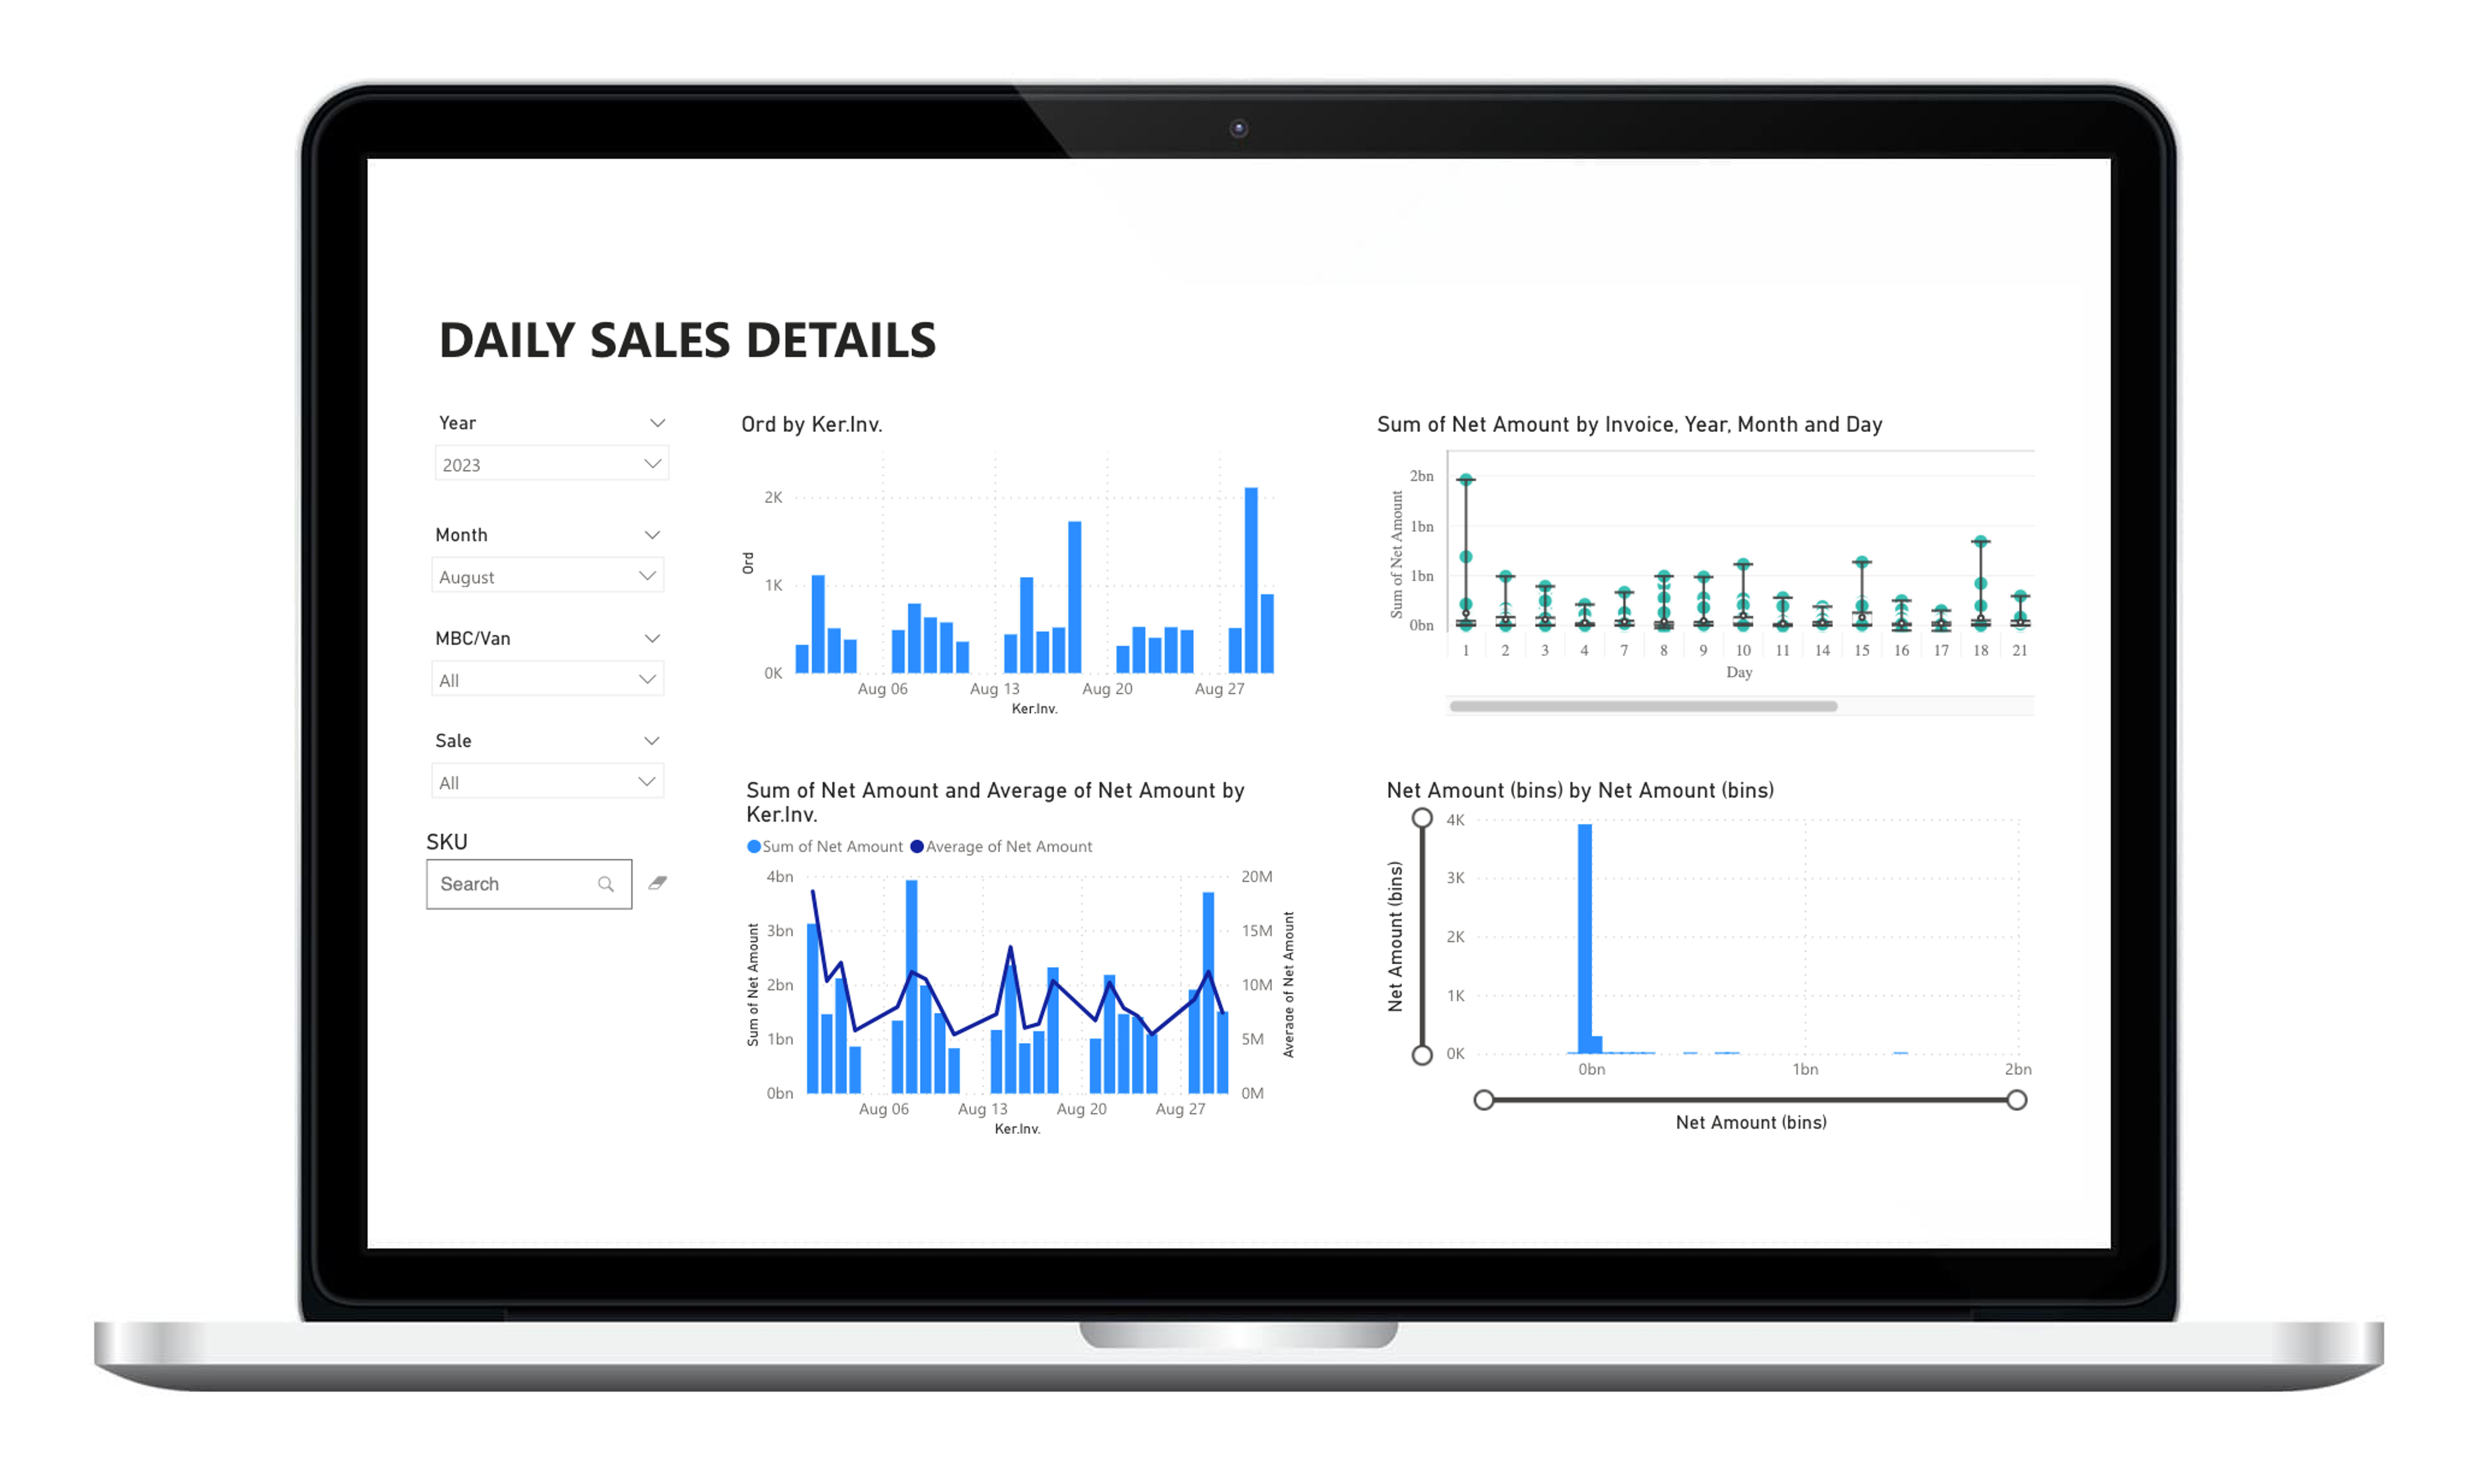 DAILY SALES DETAILS
Year
2023
Month
August
MBC/Van
All
Sale
All
SKU
Search
Ord by Ker.Inv.
Ord
2K
1K
0K
Aug 06 Aug 13 Aug 20 Aug 27
Ker.Inv.
Sum of Net Amount by Invoice, Year, Month and Day
Sum of Net Amount
2bn
1bn
1bn
0bn
1 2 3 4 7 8 9 10 11 14 15 16 17 18 21
Day
Sum of Net Amount and Average of Net Amount by
Ker.Inv.
Sum of Net Amount Average of Net Amount
Sum of Net Amount
4bn
3bn
2bn
1bn
0bn
20M
15M
10M
5M
0M
Average of Net Amount
Aug 06 Aug 13 Aug 20 Aug 27
Ker.Inv.
Net Amount (bins) by Net Amount (bins)
Net Amount (bins)
4K
3K
2K
1K
0K
0bn 1bn 2bn
Net Amount (bins)